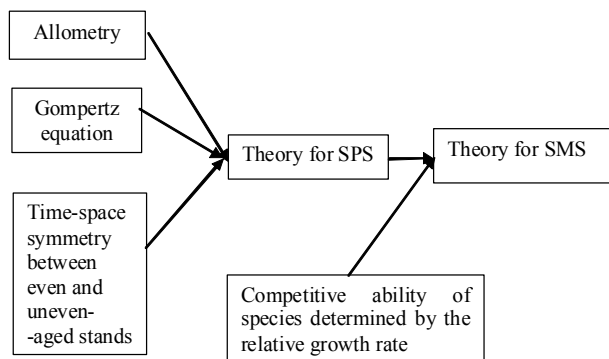 Allometry
Gompertz
equation
Theory for SPS
Theory for SMS
Time-space
symmetry
between
even and
uneven-
-aged stands
Competitive ability of
species determined by the
relative growth rate